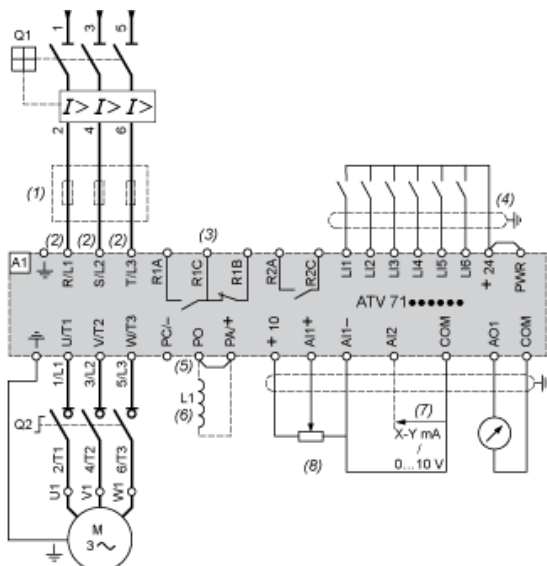 1 3 5
Q1
I> I> I>
2 4 6
(1)
(2) (2) (2) (3) (4)
A1
R/L1 S/L2 T/L3 R1A R1C R1B R2A R2C LI1 LI2 LI3 LI4 LI5 LI6 + 24 PWR
ATV 71●●●●●●
U/T1 V/T2 W/T3 PC/– PO PA/+ + 10 AI1+ AI1– AI2 COM AO1 COM
1/L1 3/L2 5/L3
(5)
L1
(6)
(7)
X-Y mA
/
0...10 V
(8)
Q2
2/T1 4/T2 6/T3
U1 V1 W1
M
3 ~